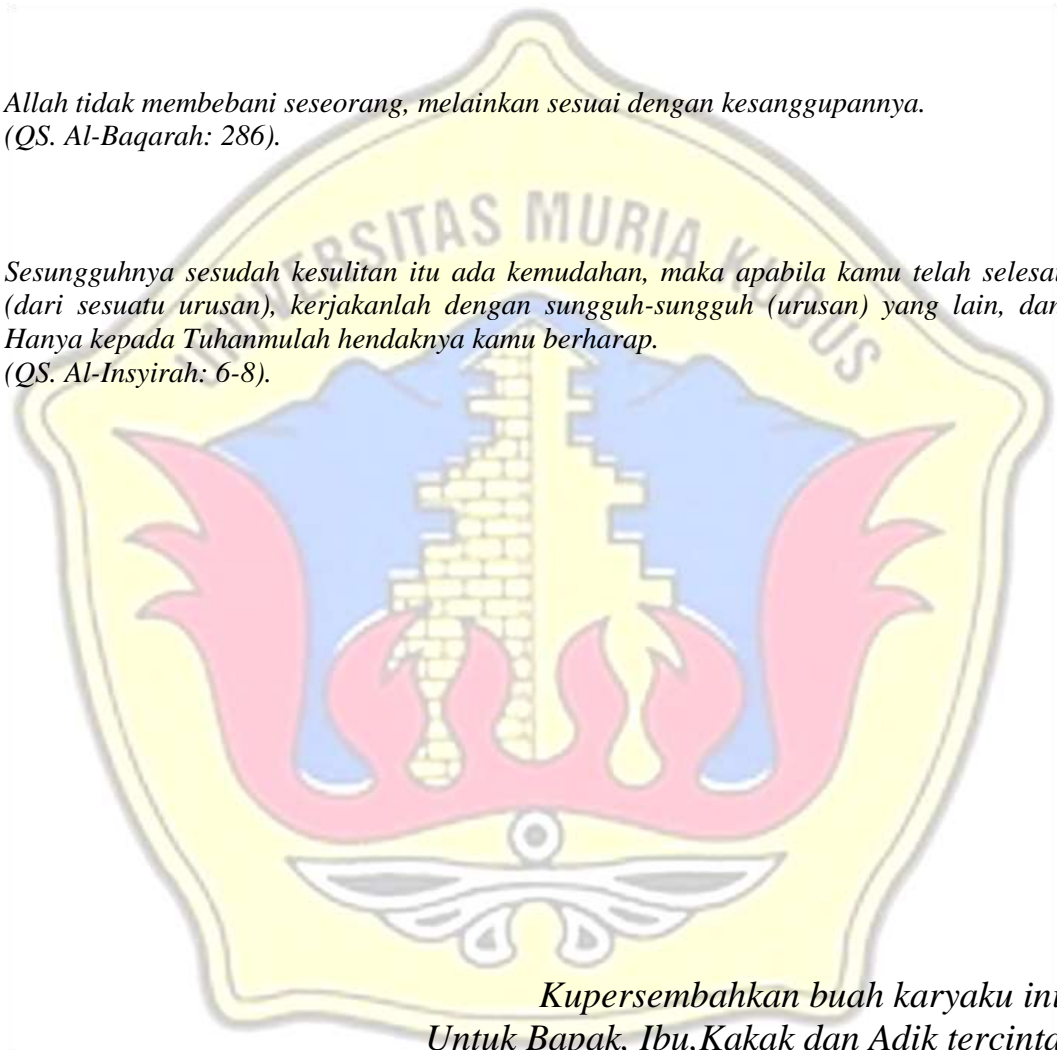 Allah tidak membebani seseorang, melainkan sesuai dengan kesanggupannya.
(QS. Al-Baqarah: 286).
UNIVERSITAS MURIA KUDUS
Sesungguhnya sesudah kesulitan itu ada kemudahan, maka apabila kamu telah selesai
(dari sesuatu urusan), kerjakanlah dengan sungguh-sungguh (urusan) yang lain, dan
Hanya kepada Tuhanmulah hendaknya kamu berharap.
(QS. Al-Insyirah: 6-8).
Kupersembahkan buah karyaku ini
Untuk Bapak, Ibu,Kakak dan Adik tercinta